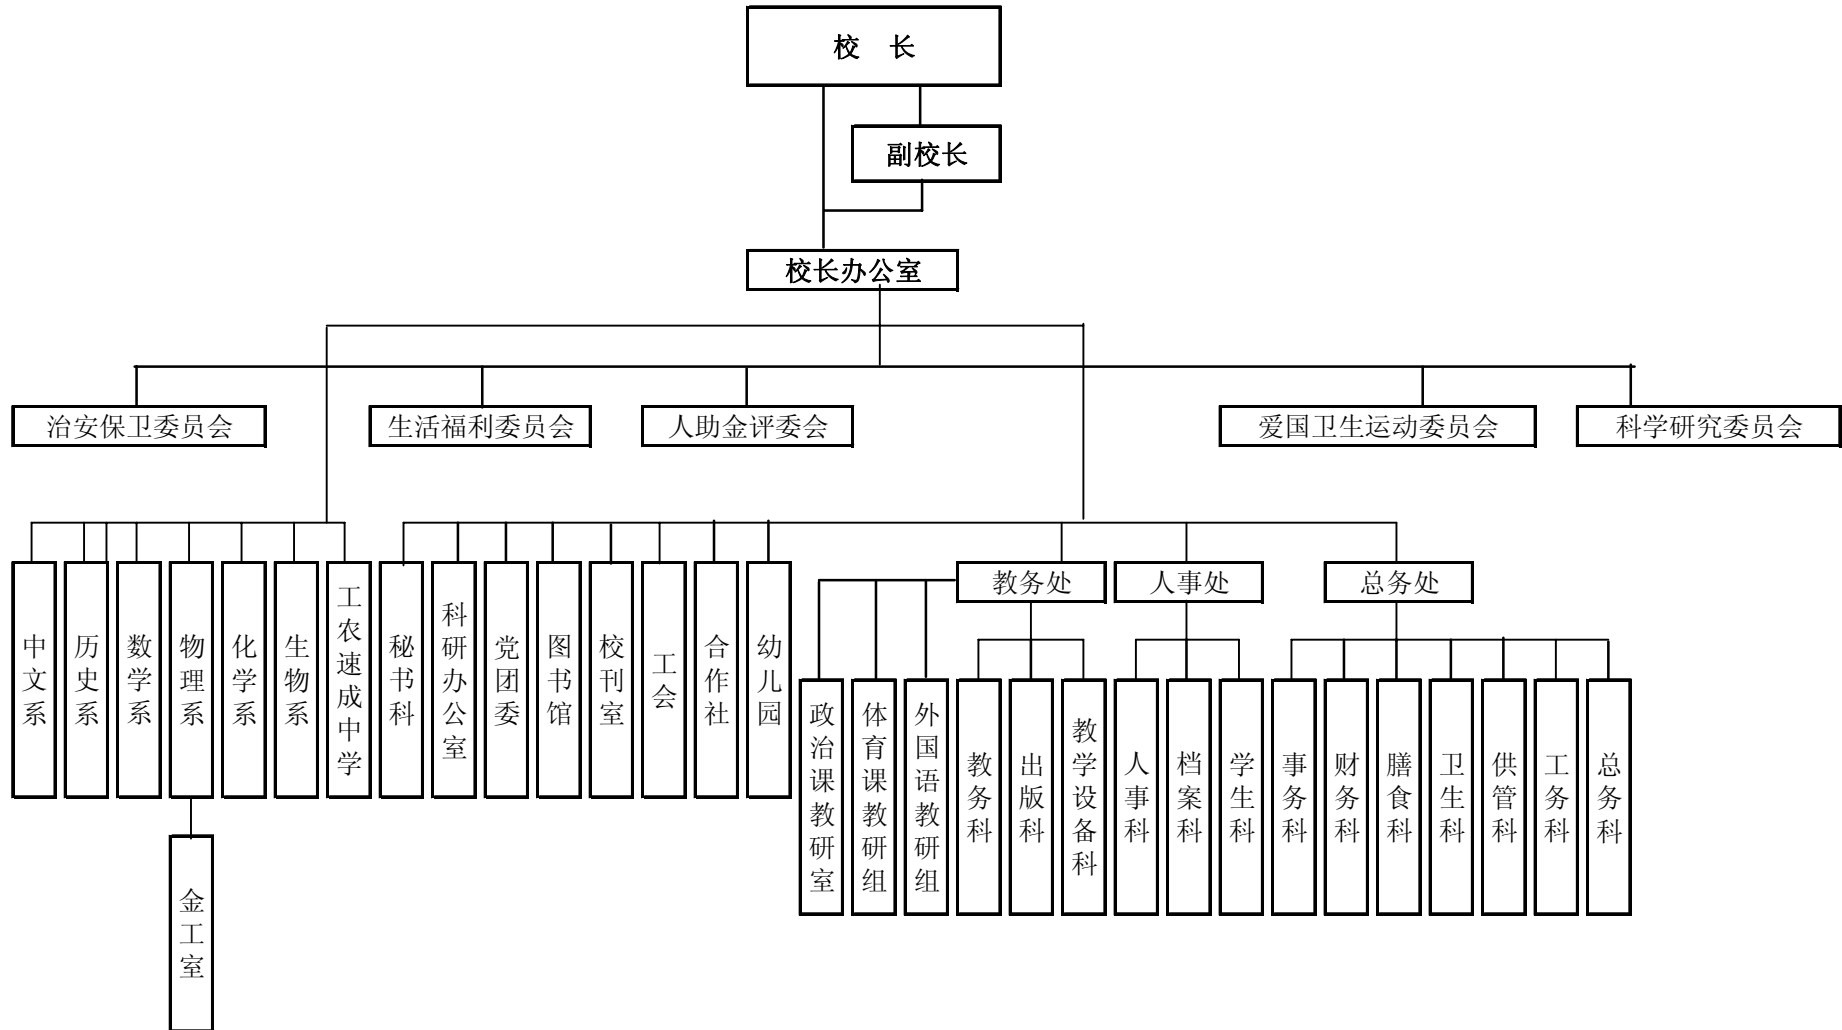 校 长
副校长
校长办公室
治安保卫委员会
生活福利委员会
人助金评委会
爱国卫生运动委员会
科学研究委员会
中文系
历史系
数学系
物理系
化学系
生物系
工农速成中学
秘书科
科研办公室
党团委
图书馆
校刊室
工会
合作社
幼儿园
教务处
人事处
总务处
政治课教研室
体育课教研组
外国语教研组
教务科
出版科
教学设备科
人事科
档案科
学生科
事务科
财务科
膳食科
卫生科
供管科
工务科
总务科
金工室